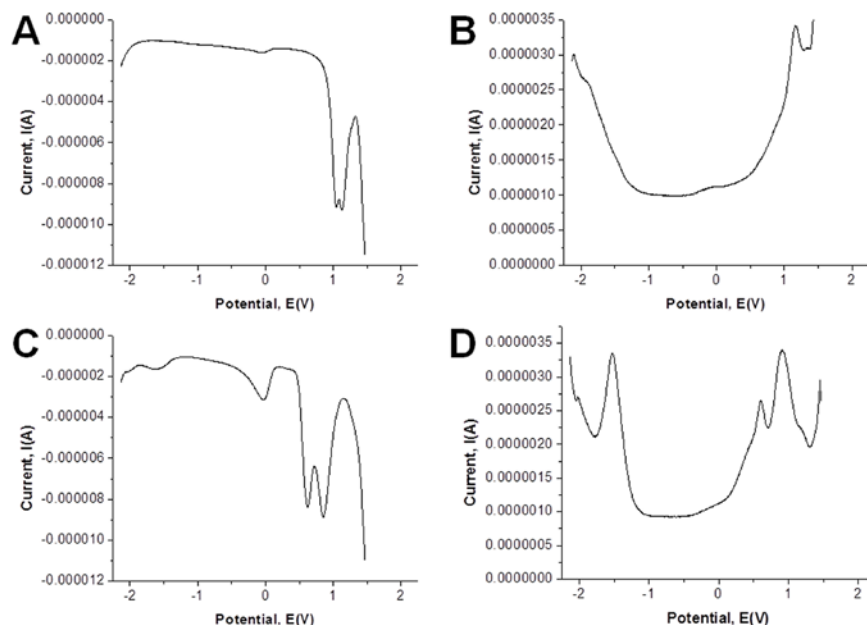 A
0.000000
-0.000002
-0.000004
-0.000006
-0.000008
-0.000010
-0.000012
Current, I(A)
-2 -1 0 1 2
Potential, E(V)
B
0.0000035
0.0000030
0.0000025
0.0000020
0.0000015
0.0000010
0.0000005
0.0000000
Current, I(A)
-2 -1 0 1 2
Potential, E(V)
C
0.000000
-0.000002
-0.000004
-0.000006
-0.000008
-0.000010
-0.000012
Current, I(A)
-2 -1 0 1 2
Potential, E(V)
D
0.0000035
0.0000030
0.0000025
0.0000020
0.0000015
0.0000010
0.0000005
0.0000000
Current, I(A)
-2 -1 0 1 2
Potential, E(V)